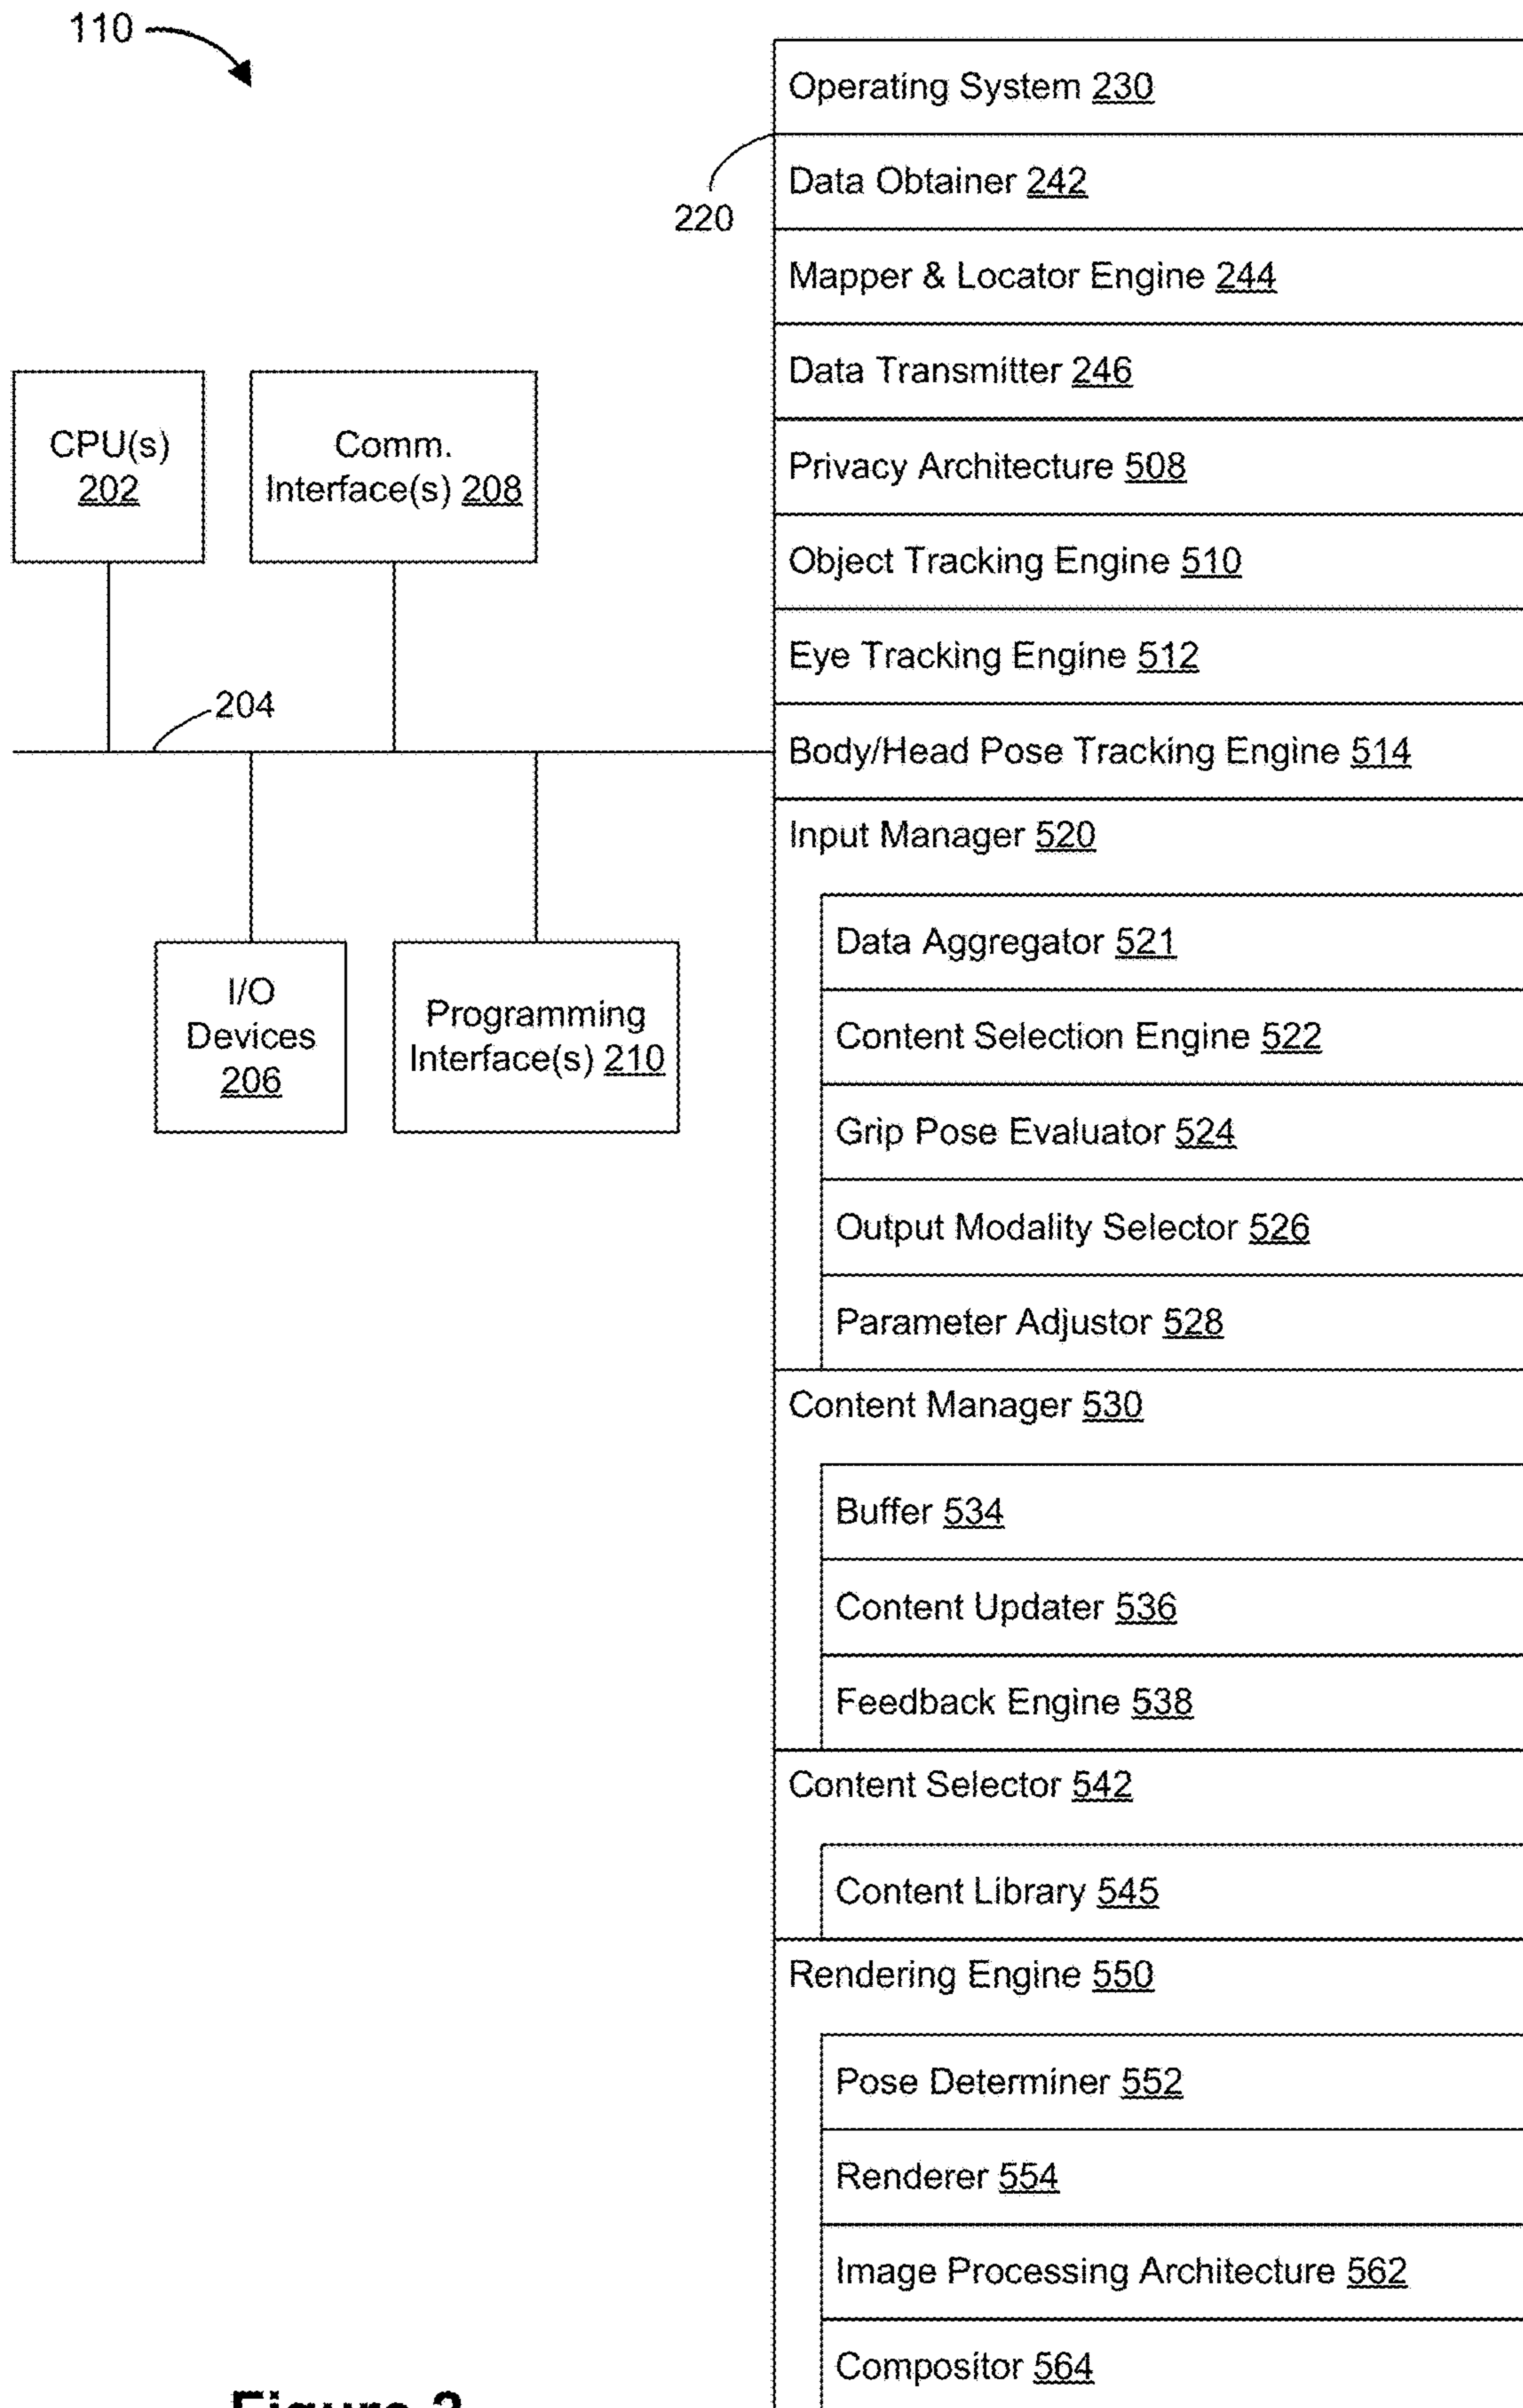 110
Operating System 230
220
Data Obtainer 242
Mapper & Locator Engine 244
Data Transmitter 246
Privacy Architecture 508
Object Tracking Engine 510
Eye Tracking Engine 512
Body/Head Pose Tracking Engine 514
CPU(s)
202
Comm.
Interface(s) 208
204
I/O
Devices
206
Programming
Interface(s) 210
Input Manager 520
Data Aggregator 521
Content Selection Engine 522
Grip Pose Evaluator 524
Output Modality Selector 526
Parameter Adjustor 528
Content Manager 530
Buffer 534
Content Updater 536
Feedback Engine 538
Content Selector 542
Content Library 545
Rendering Engine 550
Pose Determiner 552
Renderer 554
Image Processing Architecture 562
Compositor 564
Figure 2